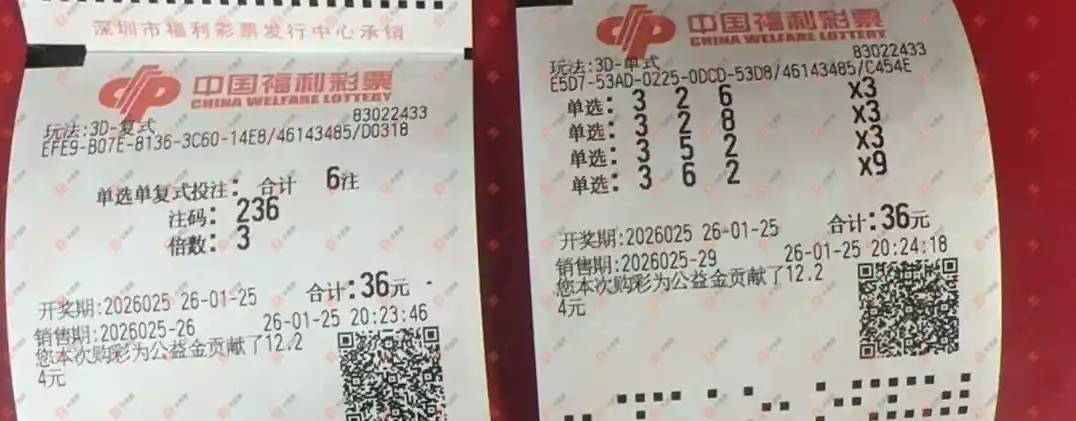 深圳市福利彩票发行中心承销
中国福利彩票
CHINA WELFARE LOTTERY
83022433
玩法:3D-复式
EFE9-B07E-8136-3C60-14E8/46143485/D0318
单选单复式投注: 合计 6注
注码: 236
倍数: 3
开奖期:2026025 26-01-25 合计:36元
销售期:2026025-26 26-01-25 20:23:46
您本次购彩为公益金贡献了12.2
4元
中国福利彩票
CHINA WELFARE LOTTERY
83022433
玩法:3D-单式
E5D7-53AD-0225-0DCD-53D8/46143485/C454E
单选: 3 2 6 X3
单选: 3 2 8 X3
单选: 3 5 2 X3
单选: 3 6 2 X9
开奖期:2026025 26-01-25 合计:36元
销售期:2026025-29 26-01-25 20:24:18
您本次购彩为公益金贡献了12.2
4元